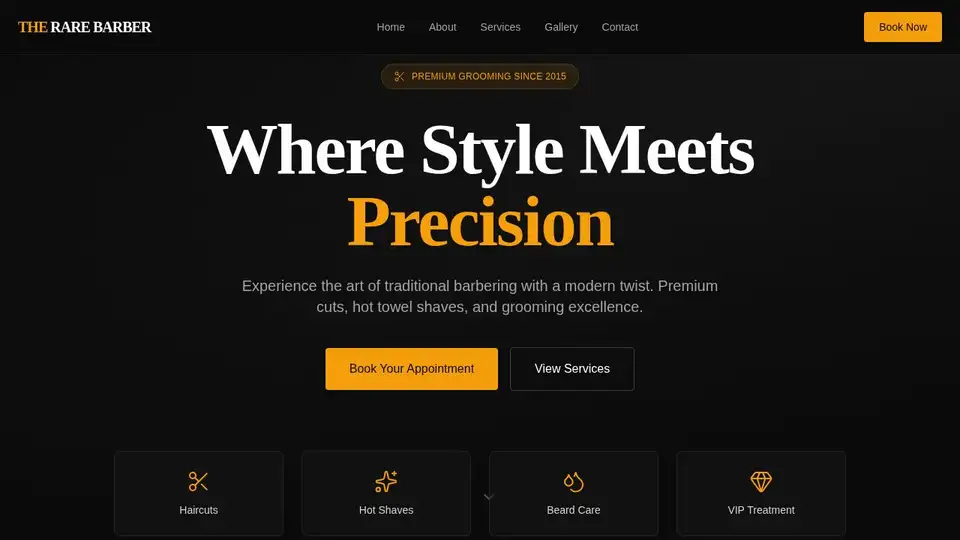 THE RARE BARBER
Home
About
Services
Gallery
Contact
Book Now
PREMIUM GROOMING SINCE 2015
Where Style Meets
Precision
Experience the art of traditional barbering with a modern twist. Premium
cuts, hot towel shaves, and grooming excellence.
Book Your Appointment
View Services
Haircuts
Hot Shaves
Beard Care
VIP Treatment